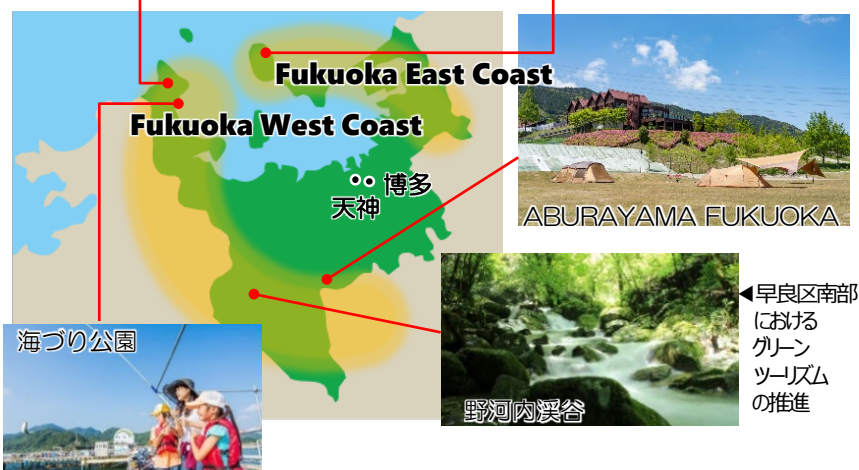 Fukuoka East Coast
Fukuoka West Coast
博多
天神
ABURAYAMA FUKUOKA
海づり公園
野河内渓谷
◀早良区南部
における
グリーン
ツーリズム
の推進